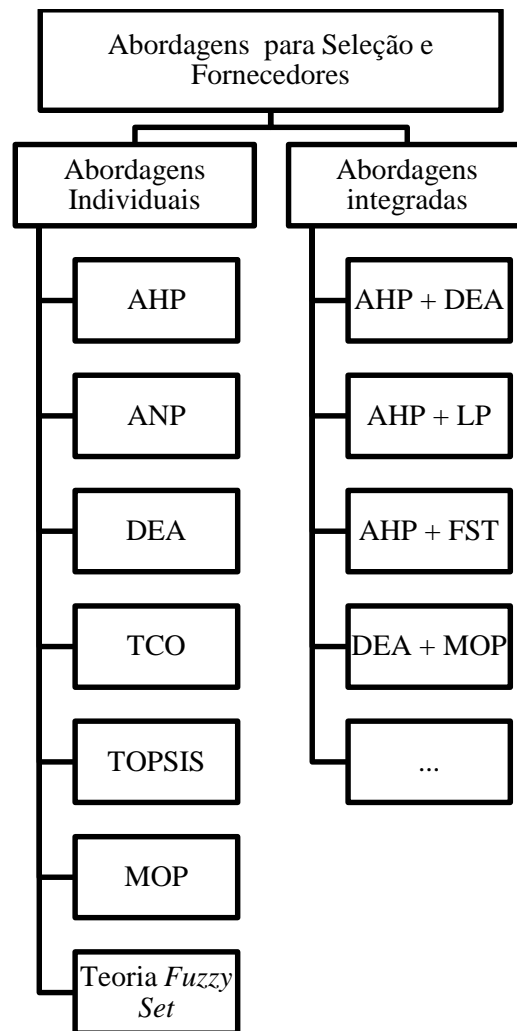 Abordagens para Seleção e
Fornecedores
Abordagens
Individuais
AHP
ANP
DEA
TCO
TOPSIS
MOP
Teoria Fuzzy
Set
Abordagens
integradas
AHP + DEA
AHP + LP
AHP + FST
DEA + MOP
...